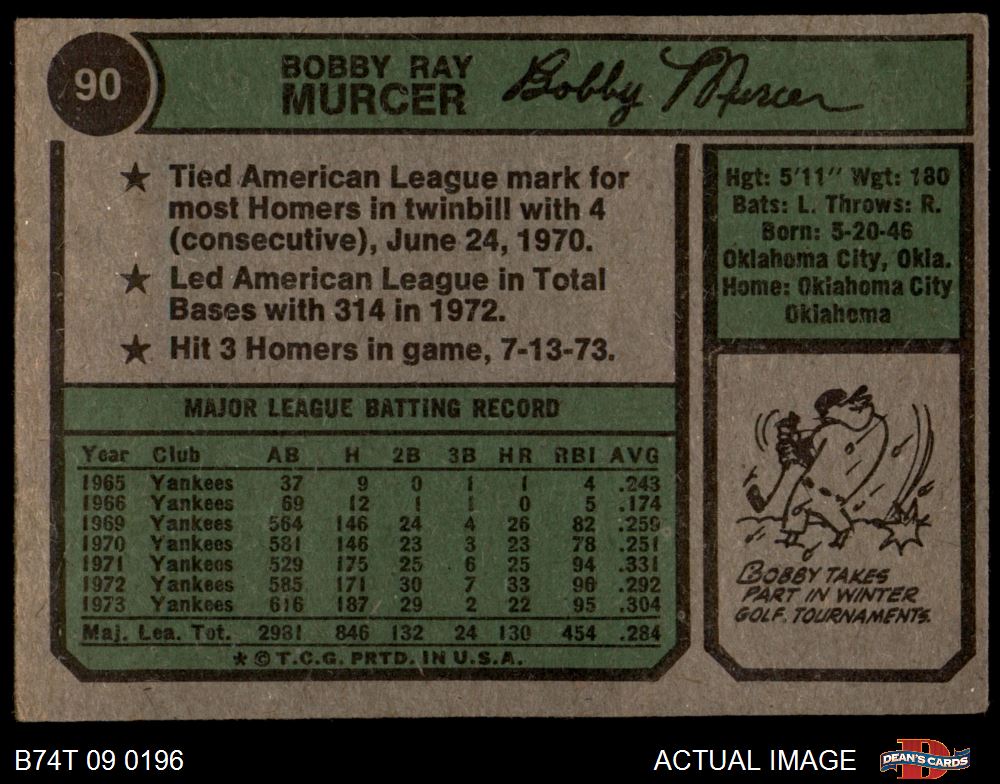 90
BOBBY RAY
MURCER
Bobby Murcer
★ Tied American League mark for
most Homers in twinbill with 4
(consecutive), June 24, 1970.
★ Led American League in Total
Bases with 314 in 1972.
★ Hit 3 Homers in game, 7-13-73.
Hgt: 5'11" Wgt: 180
Bats: L. Throws: R.
Born: 5-20-46
Oklahoma City, Okla.
Home: Oklahoma City
Oklahoma
MAJOR LEAGUE BATTING RECORD
Year Club AB H 2B 3B HR RBI AVG
1965 Yankees 37 9 0 1 1 4 .243
1966 Yankees 69 12 1 1 0 5 .174
1969 Yankees 564 146 24 4 26 82 .259
1970 Yankees 581 146 23 3 23 78 .251
1971 Yankees 529 175 25 6 25 94 .331
1972 Yankees 585 171 30 7 33 96 .292
1973 Yankees 616 187 29 2 22 95 .304
Maj. Lea. Tot. 2981 846 132 24 130 454 .284
★ © T.C.G. PRTD. IN U.S.A.
BOBBY TAKES
PART IN WINTER
GOLF TOURNAMENTS.
B74T 09 0196
ACTUAL IMAGE
D
DEAN'S CARDS